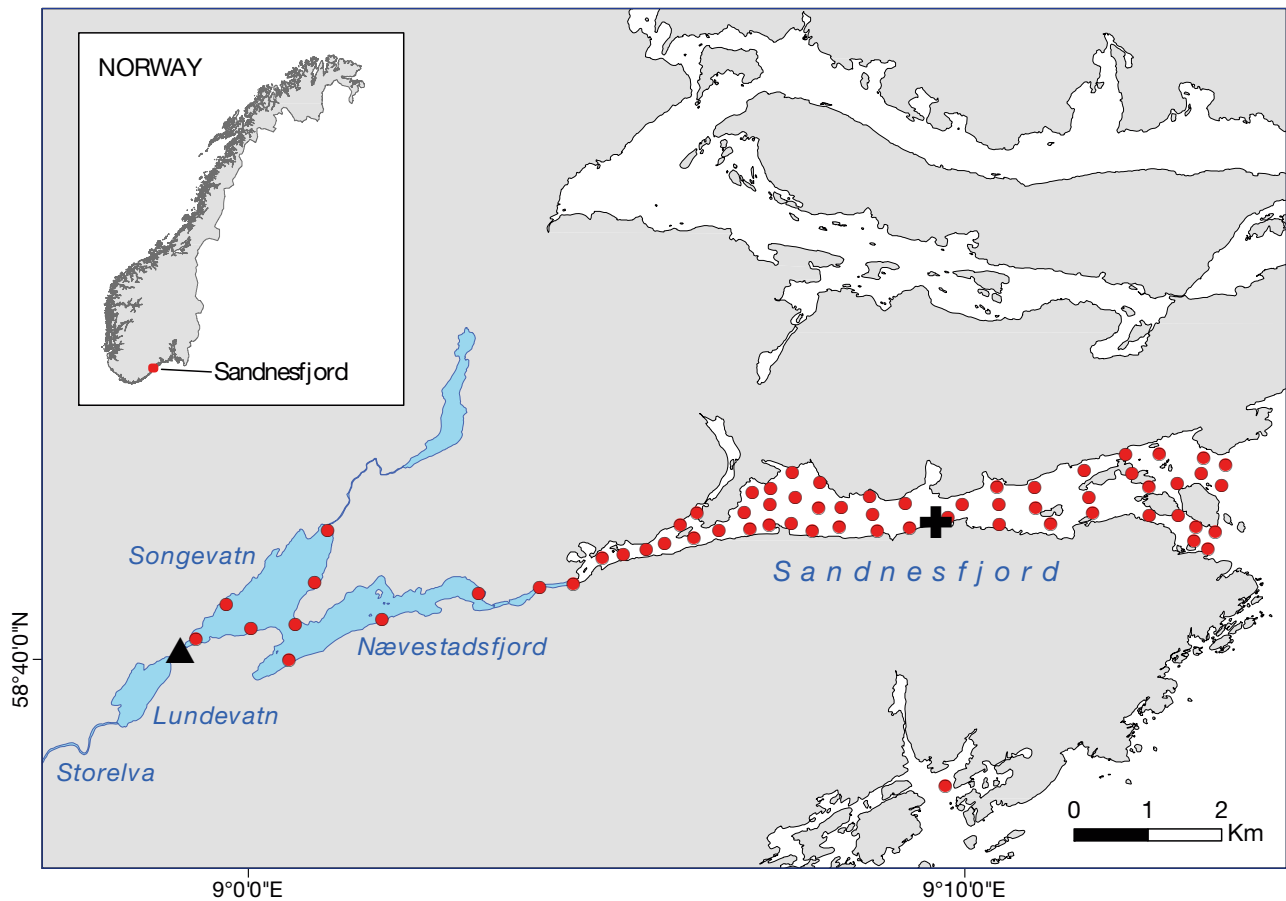 NORWAY
Sandnesfjord
Songevatn
Sandnesfjord
Nævestadsfjord
58°40'0"N
Lundevatn
Storelva
0 1 2
Km
9°0'0"E 9°10'0"E